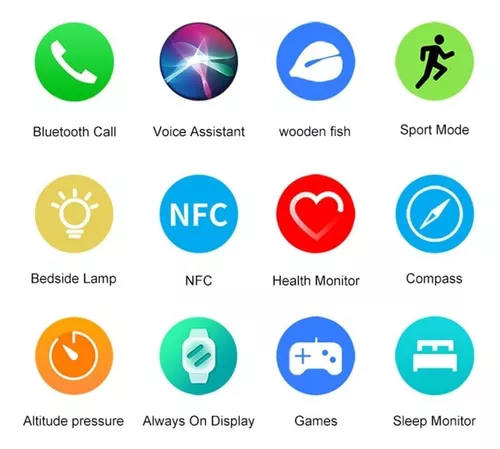 Bluetooth Call
Voice Assistant
wooden fish
Sport Mode
NFC
Bedside Lamp
NFC
Health Monitor
Compass
Altitude pressure
Always On Display
Games
Sleep Monitor